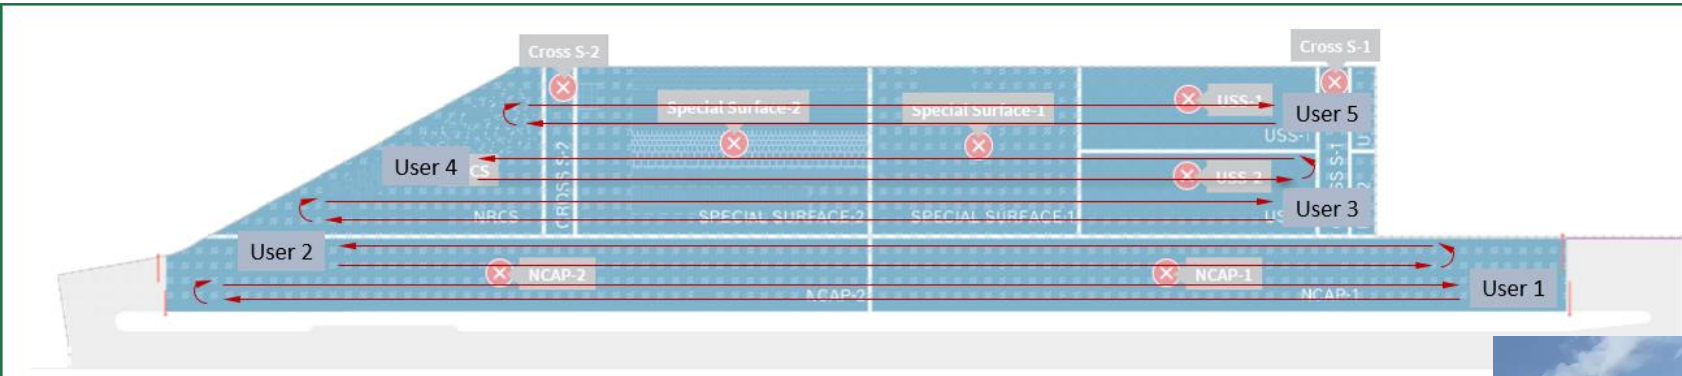 Cross S-2
Cross S-1
Special Surface-2
Special Surface-1
USS-1
User 5
USS-1
User 4
CS
CROSS S-2
USS-2
User 3
NRCS
SPECIAL SURFACE-2
SPECIAL SURFACE-1
User 2
NCAP-2
NCAP-1
User 1
NCAP-2
NCAP-1